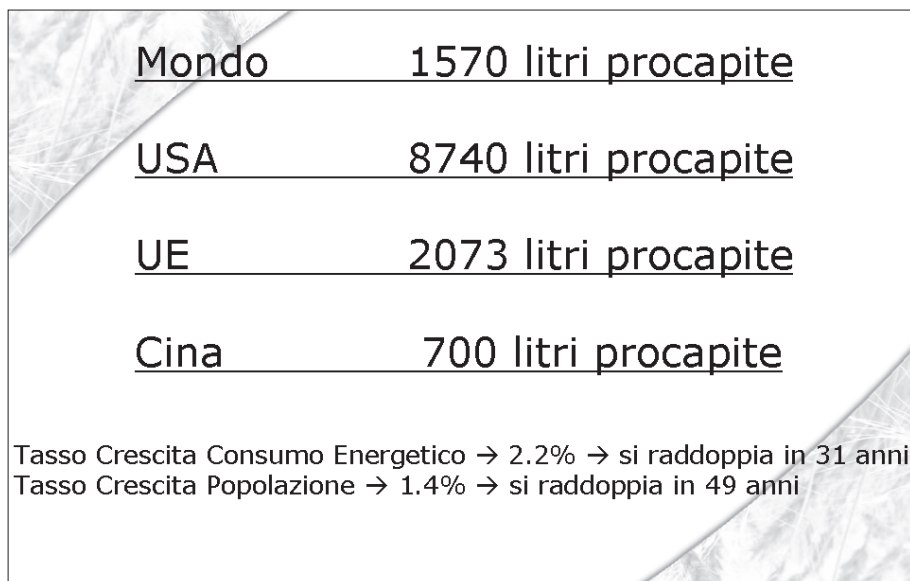 Mondo 1570 litri procapite
USA 8740 litri procapite
UE 2073 litri procapite
Cina 700 litri procapite
Tasso Crescita Consumo Energetico → 2.2% → si raddoppia in 31 anni
Tasso Crescita Popolazione → 1.4% → si raddoppia in 49 anni